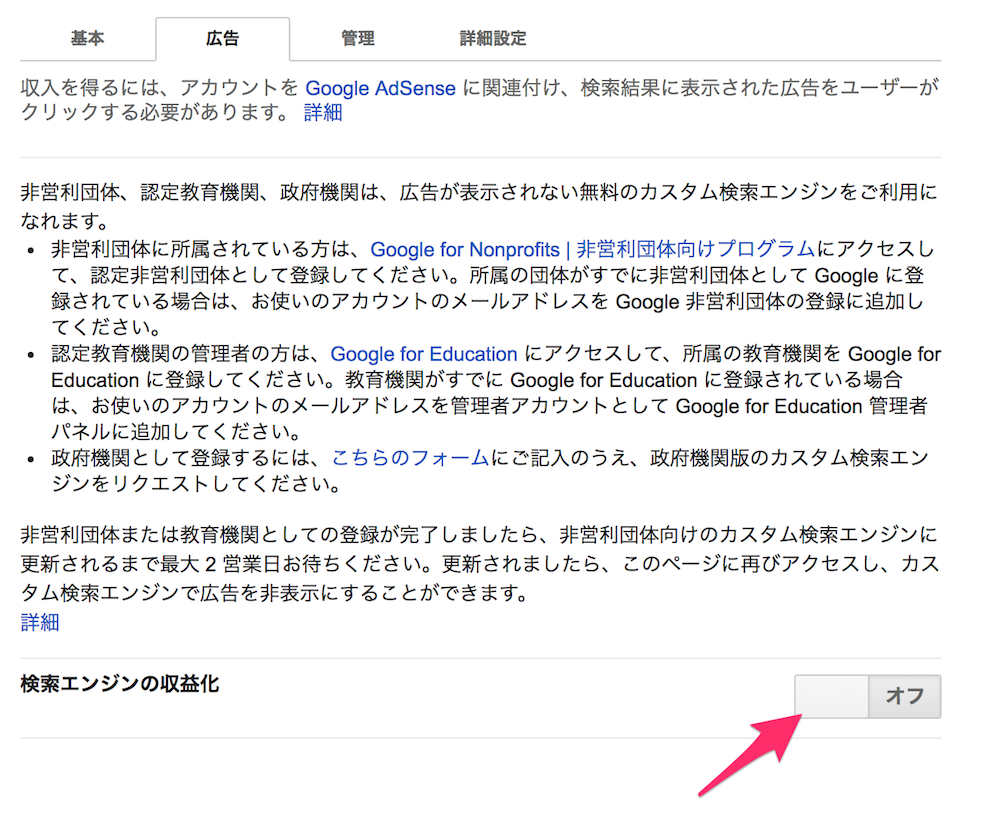 基本 広告 管理 詳細設定
収入を得るには、アカウントを Google AdSense に関連付け、検索結果に表示された広告をユーザーが
クリックする必要があります。 詳細
非営利団体、認定教育機関、政府機関は、広告が表示されない無料のカスタム検索エンジンをご利用に
なれます。
• 非営利団体に所属されている方は、Google for Nonprofits | 非営利団体向けプログラムにアクセスし
て、認定非営利団体として登録してください。所属の団体がすでに非営利団体として Google に登
録されている場合は、お使いのアカウントのメールアドレスを Google 非営利団体の登録に追加し
てください。
• 認定教育機関の管理者の方は、Google for Education にアクセスして、所属の教育機関を Google for
Education に登録してください。教育機関がすでに Google for Education に登録されている場合
は、お使いのアカウントのメールアドレスを管理者アカウントとして Google for Education 管理者
パネルに追加してください。
• 政府機関として登録するには、こちらのフォームにご記入のうえ、政府機関版のカスタム検索エン
ジンをリクエストしてください。
非営利団体または教育機関としての登録が完了しましたら、非営利団体向けのカスタム検索エンジンに
更新されるまで最大 2 営業日お待ちください。更新されましたら、このページに再びアクセスし、カス
タム検索エンジンで広告を非表示にすることができます。
詳細
検索エンジンの収益化
オフ